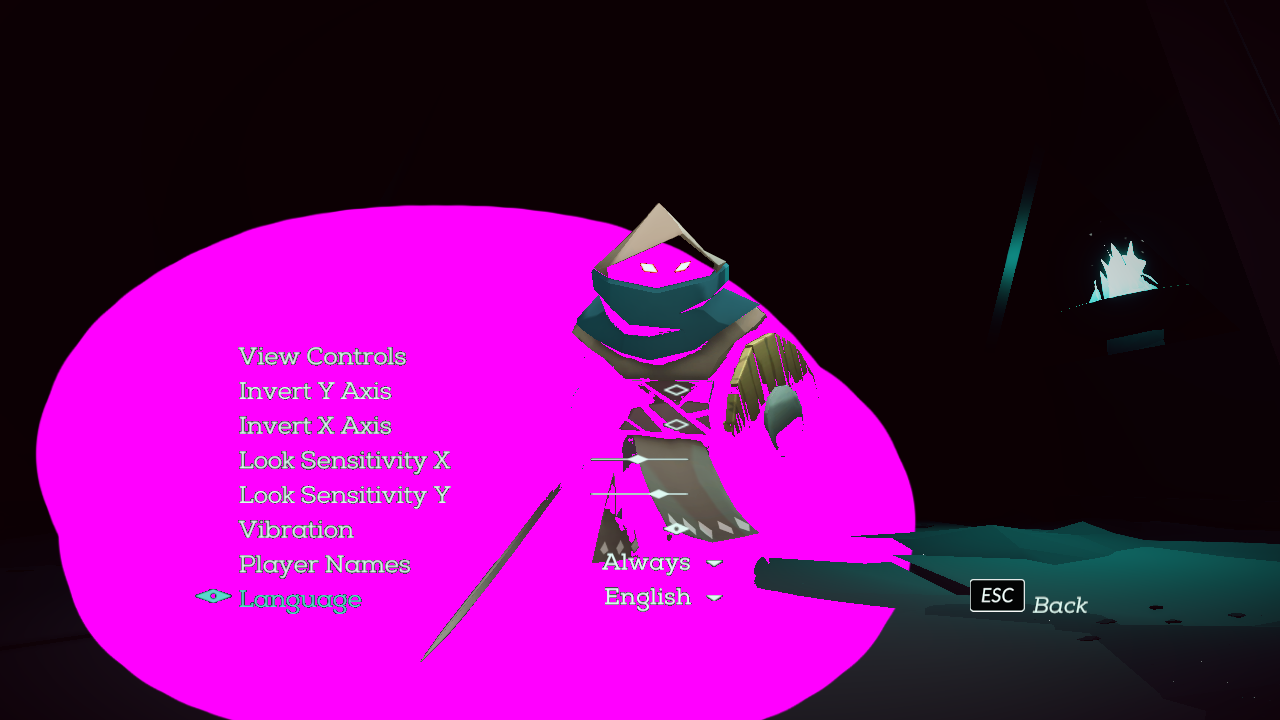 View Controls
Invert Y Axis
Invert X Axis
Look Sensitivity X
Look Sensitivity Y
Vibration
Player Names Always
Language English
ESC Back